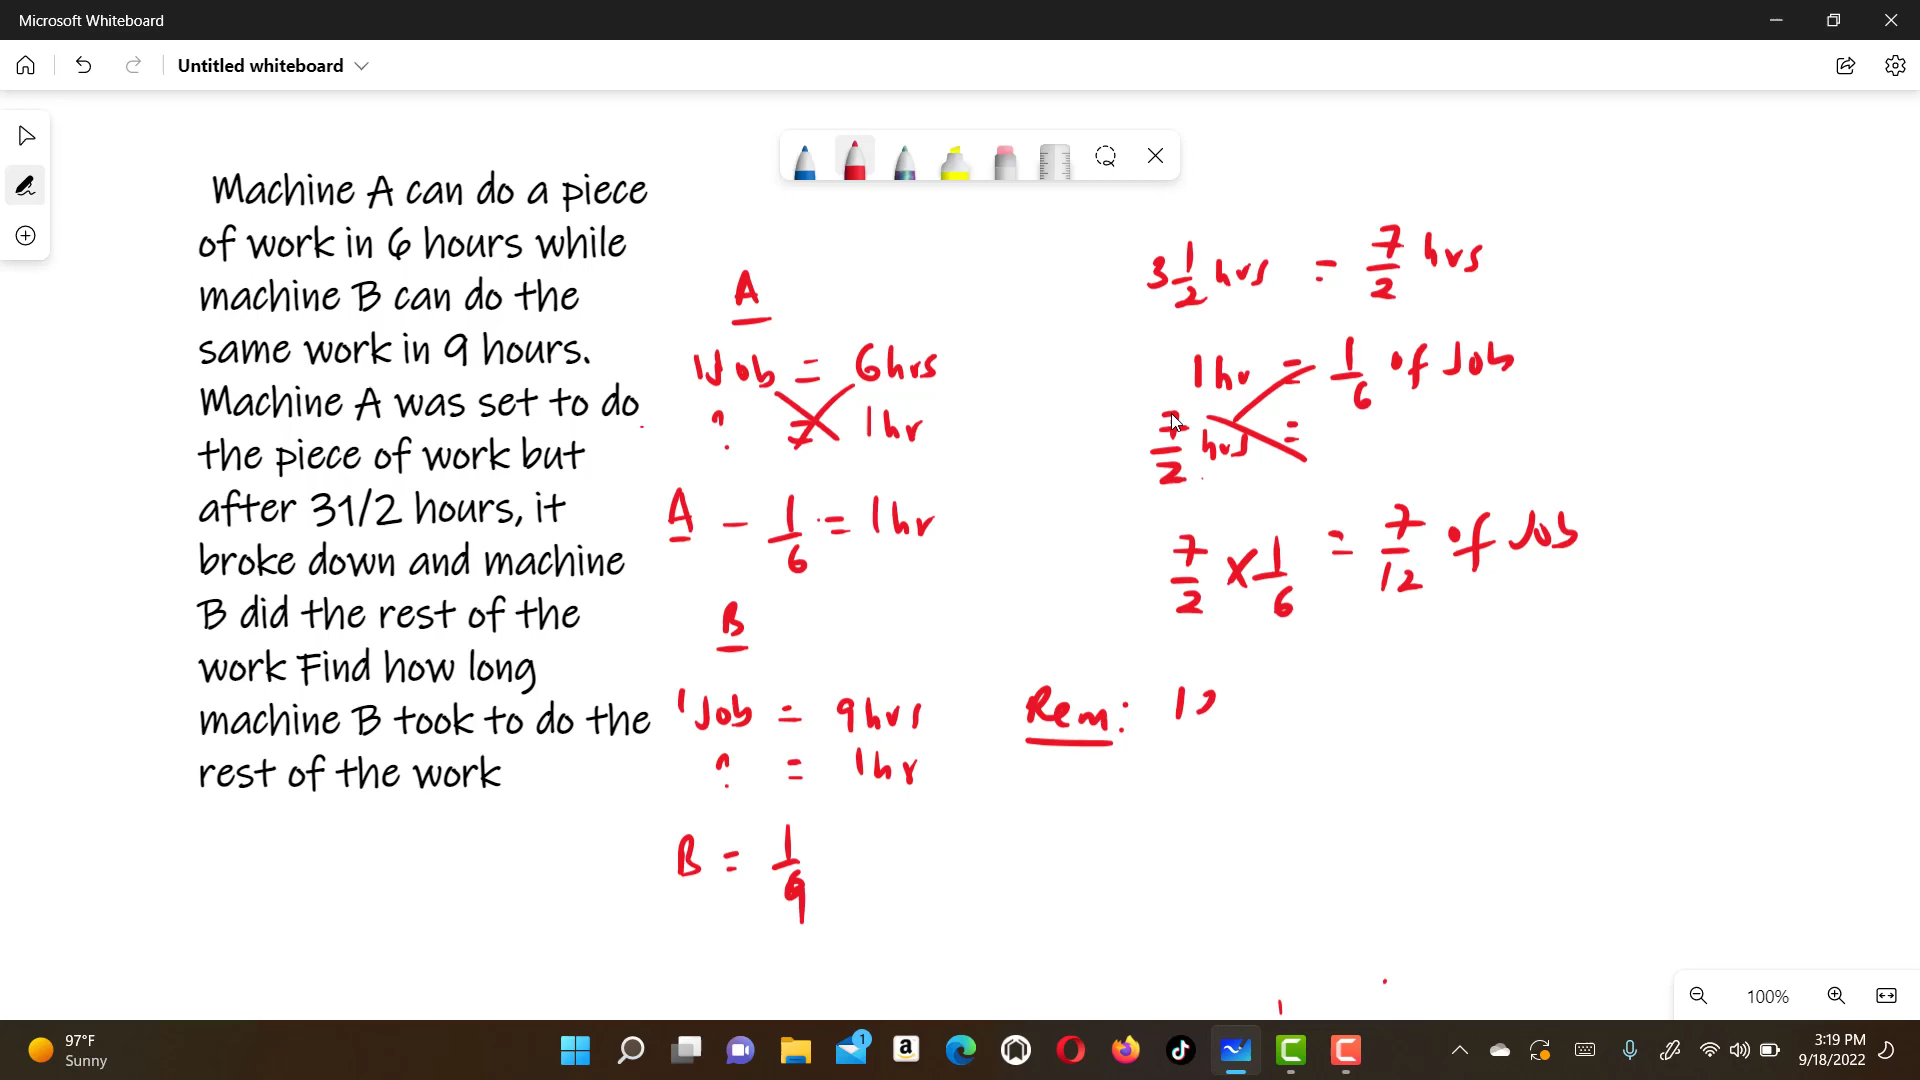 Microsoft Whiteboard
Untitled whiteboard
Machine A can do a piece
of work in 6 hours while
machine B can do the
same work in 9 hours.
Machine A was set to do
the piece of work but
after 31/2 hours, it
broke down and machine
B did the rest of the
work Find how long
machine B took to do the
rest of the work
A
1Job = 6hrs
? = 1hr
A - 1/6 = 1hr
B
1Job = 9hrs
? = 1hr
B = 1/9
3 1/2 hrs = 7/2 hrs
1hr = 1/6 of Job
7/2 hrs =
7/2 x 1/6 = 7/12 of Job
Rem: 1
100%
97°F
Sunny
1
a
3:19 PM
9/18/2022